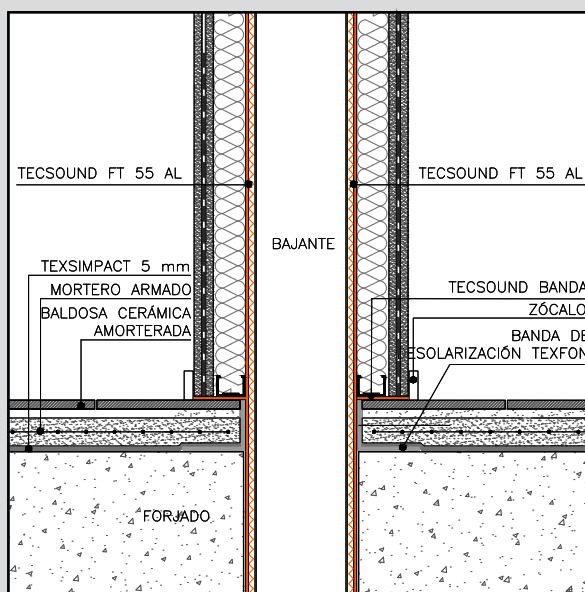 TECSOUND FT 55 AL
TECSOUND FT 55 AL
BAJANTE
TEXSIMPACT 5 mm
MORTERO ARMADO
BALDOSA CERÁMICA
AMORTERADA
TECSOUND BANDA
ZÓCALO
BANDA DE
ESOLARIZACIÓN TEXFON
FORJADO